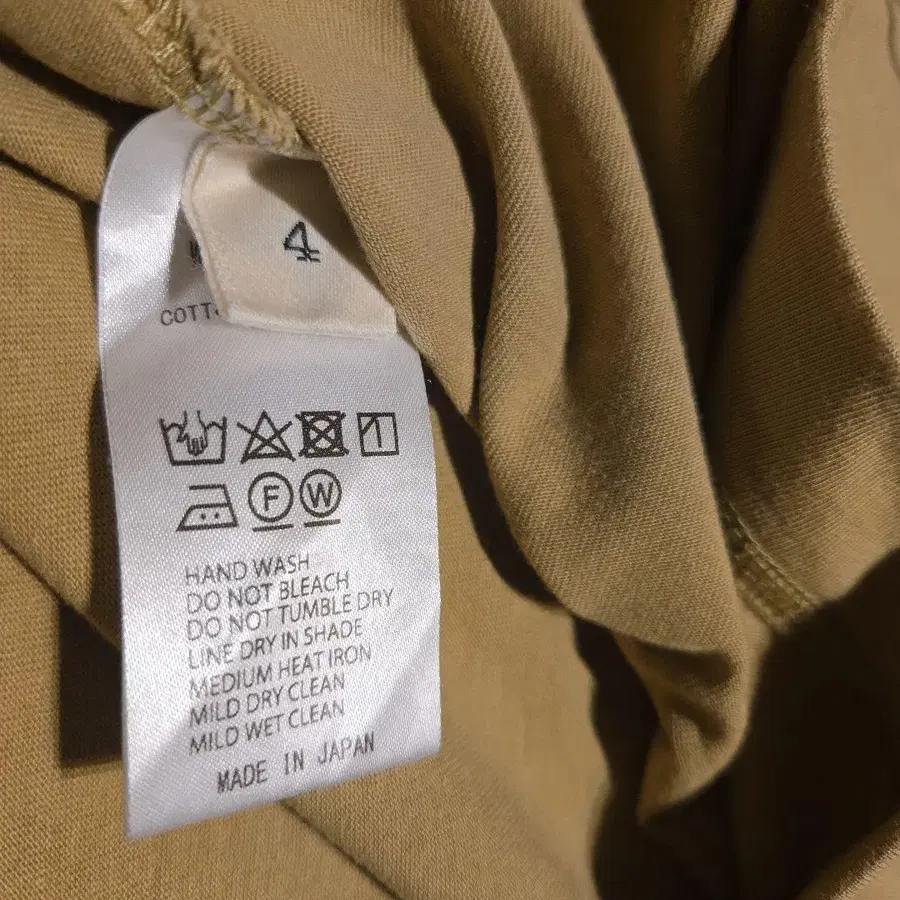 4
COTT
F W
HAND WASH
DO NOT BLEACH
DO NOT TUMBLE DRY
LINE DRY IN SHADE
MEDIUM HEAT IRON
MILD DRY CLEAN
MILD WET CLEAN
MADE IN JAPAN